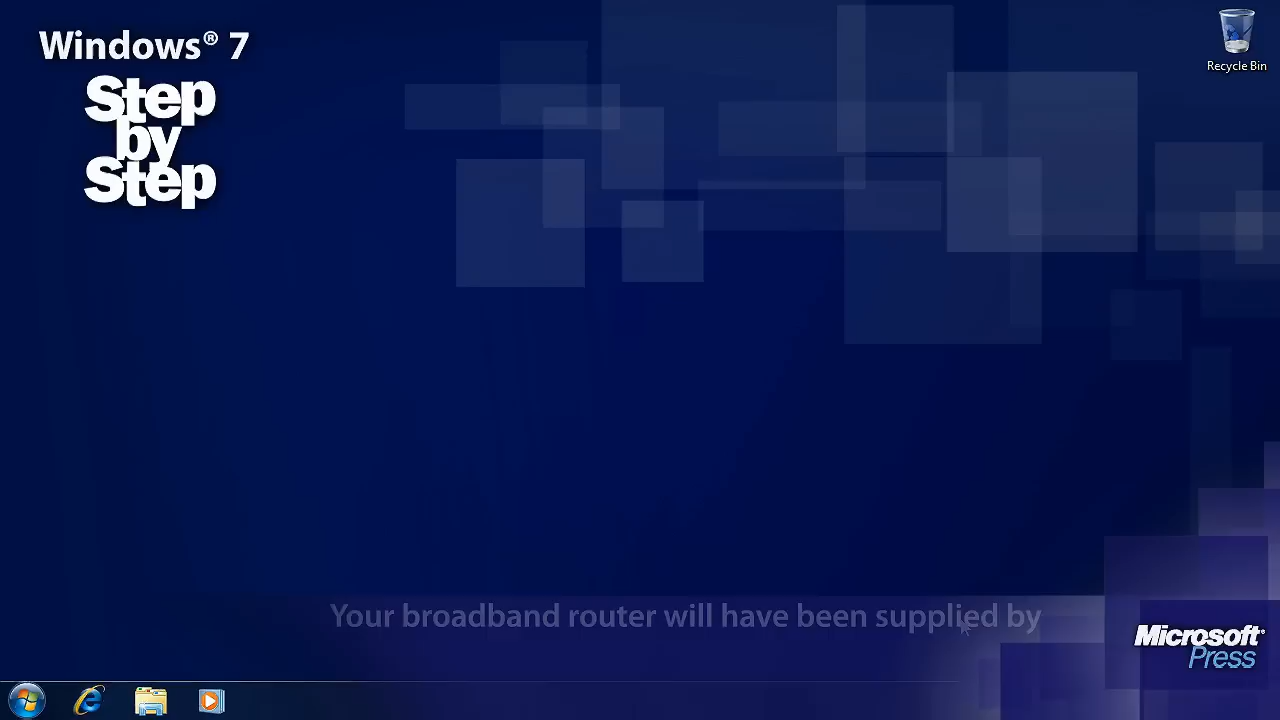 Windows® 7
Step
by
Step
Recycle Bin
Your broadband router will have been supplied by
Microsoft®
Press